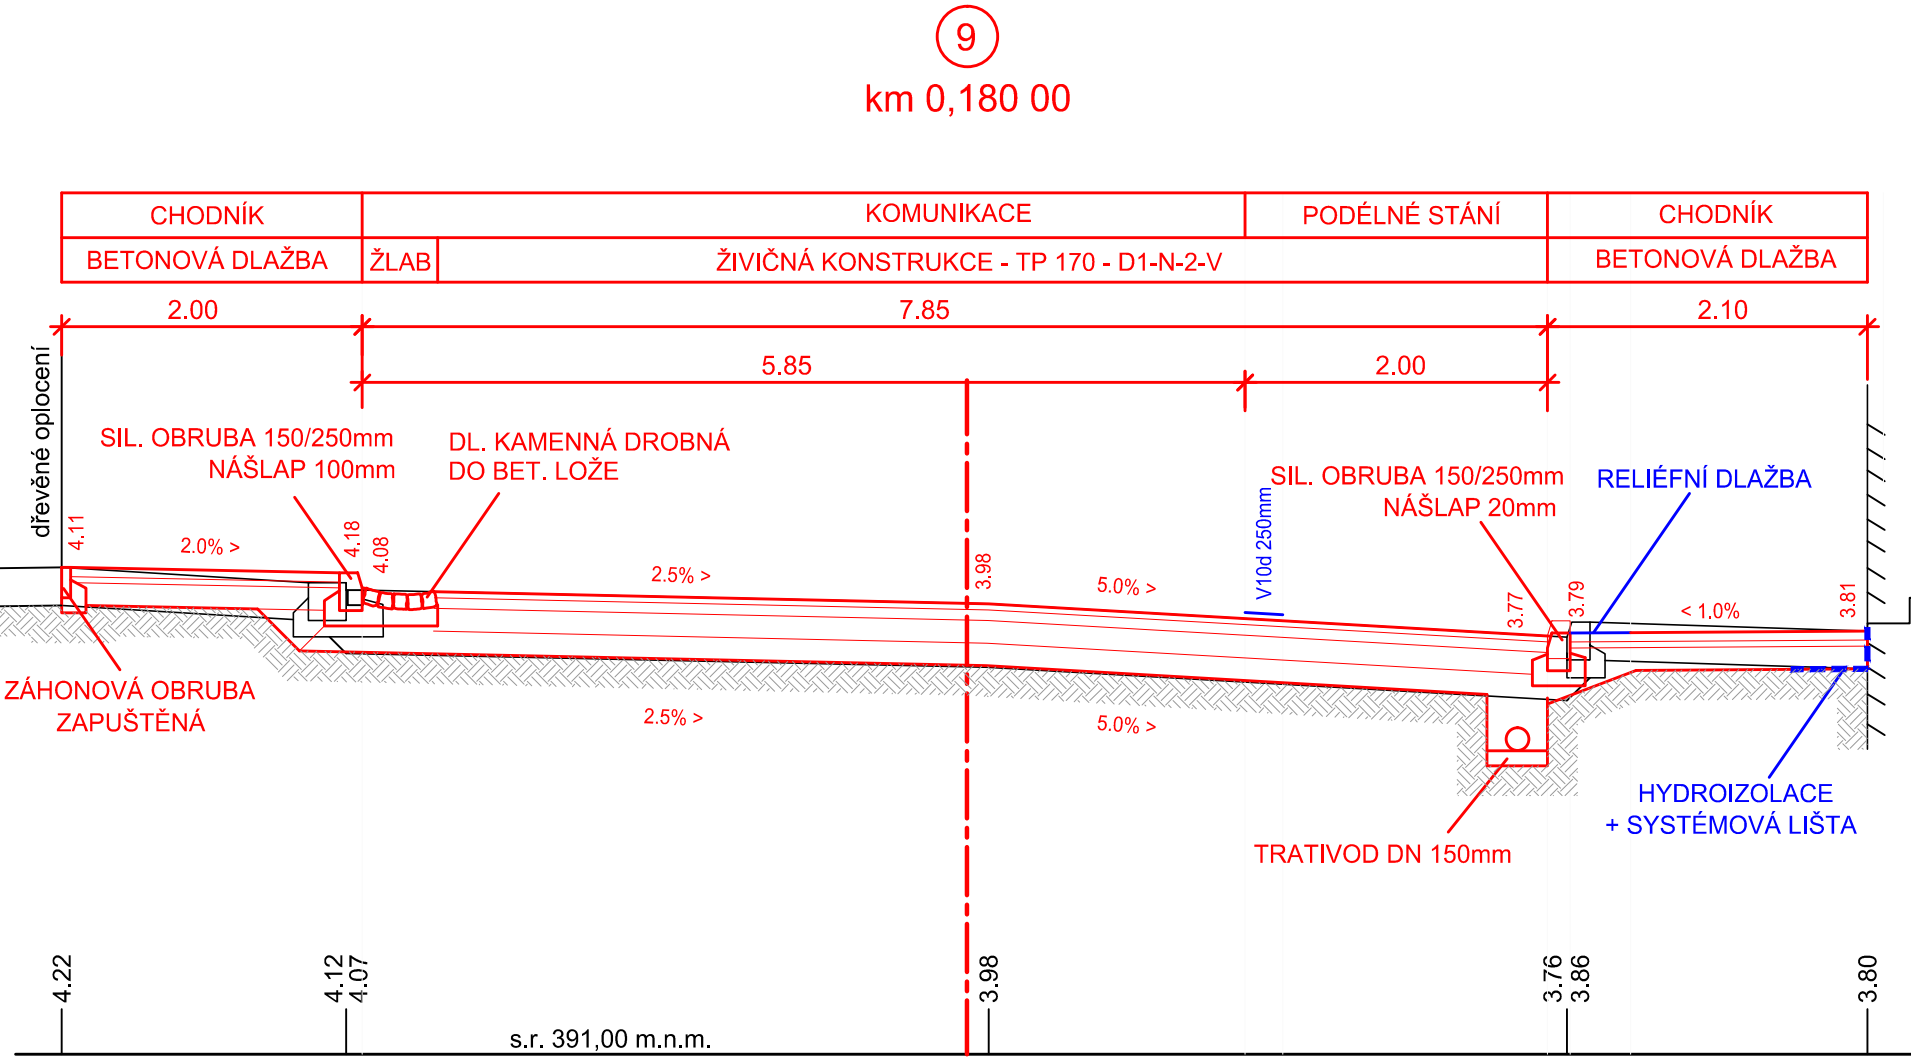 9
km 0,180 00
CHODNÍK
KOMUNIKACE
PODÉLNÉ STÁNÍ
CHODNÍK
BETONOVÁ DLAŽBA
ŽLAB
ŽIVIČNÁ KONSTRUKCE - TP 170 - D1-N-2-V
BETONOVÁ DLAŽBA
2.00
7.85
2.10
5.85
2.00
dřevěné oplocení
SIL. OBRUBA 150/250mm
NÁŠLAP 100mm
DL. KAMENNÁ DROBNÁ
DO BET. LOŽE
V10d 250mm
SIL. OBRUBA 150/250mm
NÁŠLAP 20mm
RELIÉFNÍ DLAŽBA
4.11
2.0% >
4.18
4.08
2.5% >
3.98
5.0% >
3.77
3.79
< 1.0%
3.81
ZÁHONOVÁ OBRUBA
ZAPUŠTĚNÁ
2.5% >
5.0% >
HYDROIZOLACE
+ SYSTÉMOVÁ LIŠTA
TRATIVOD DN 150mm
4.22
4.12
4.07
3.98
3.76
3.86
3.80
s.r. 391,00 m.n.m.